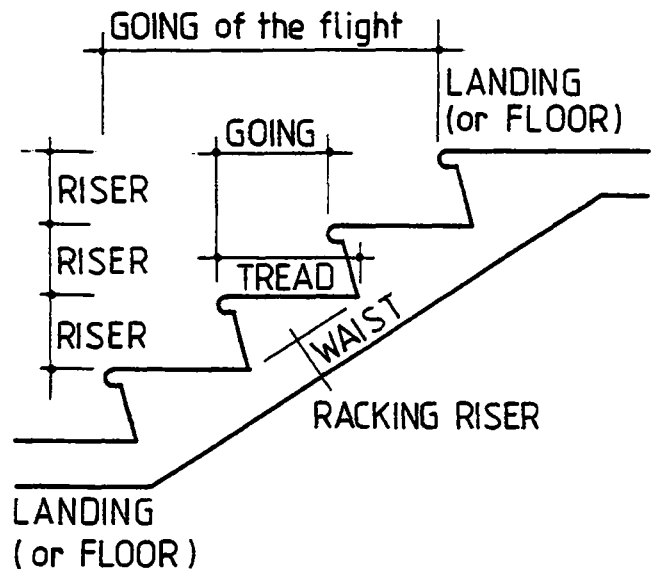 GOING of the flight
LANDING
(or FLOOR)
GOING
RISER
RISER
TREAD
RISER
WAIST
RACKING RISER
LANDING
(or FLOOR)